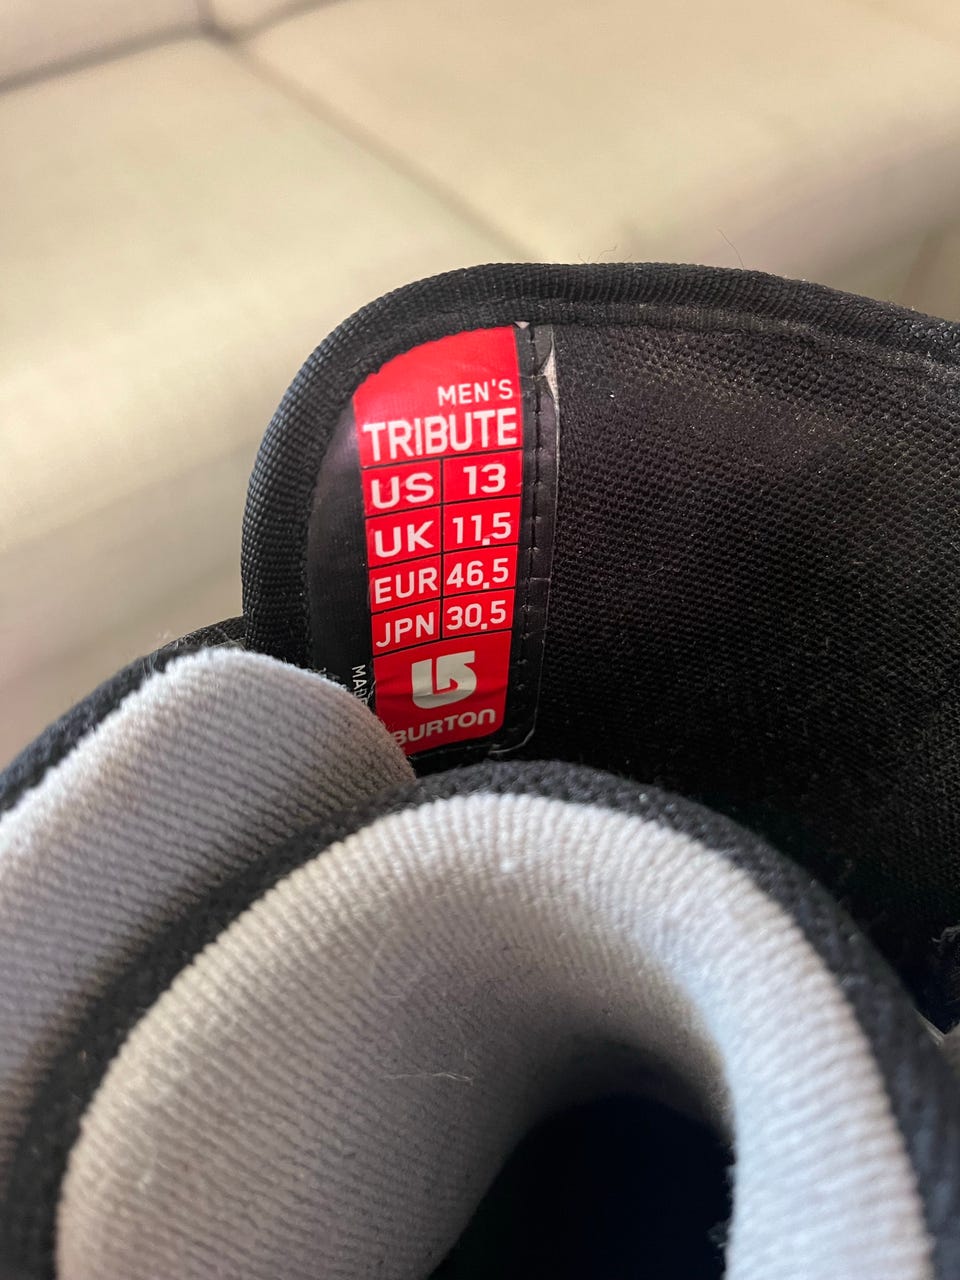 MEN'S
TRIBUTE
US 13
UK 11.5
EUR 46.5
JPN 30.5
BURTON